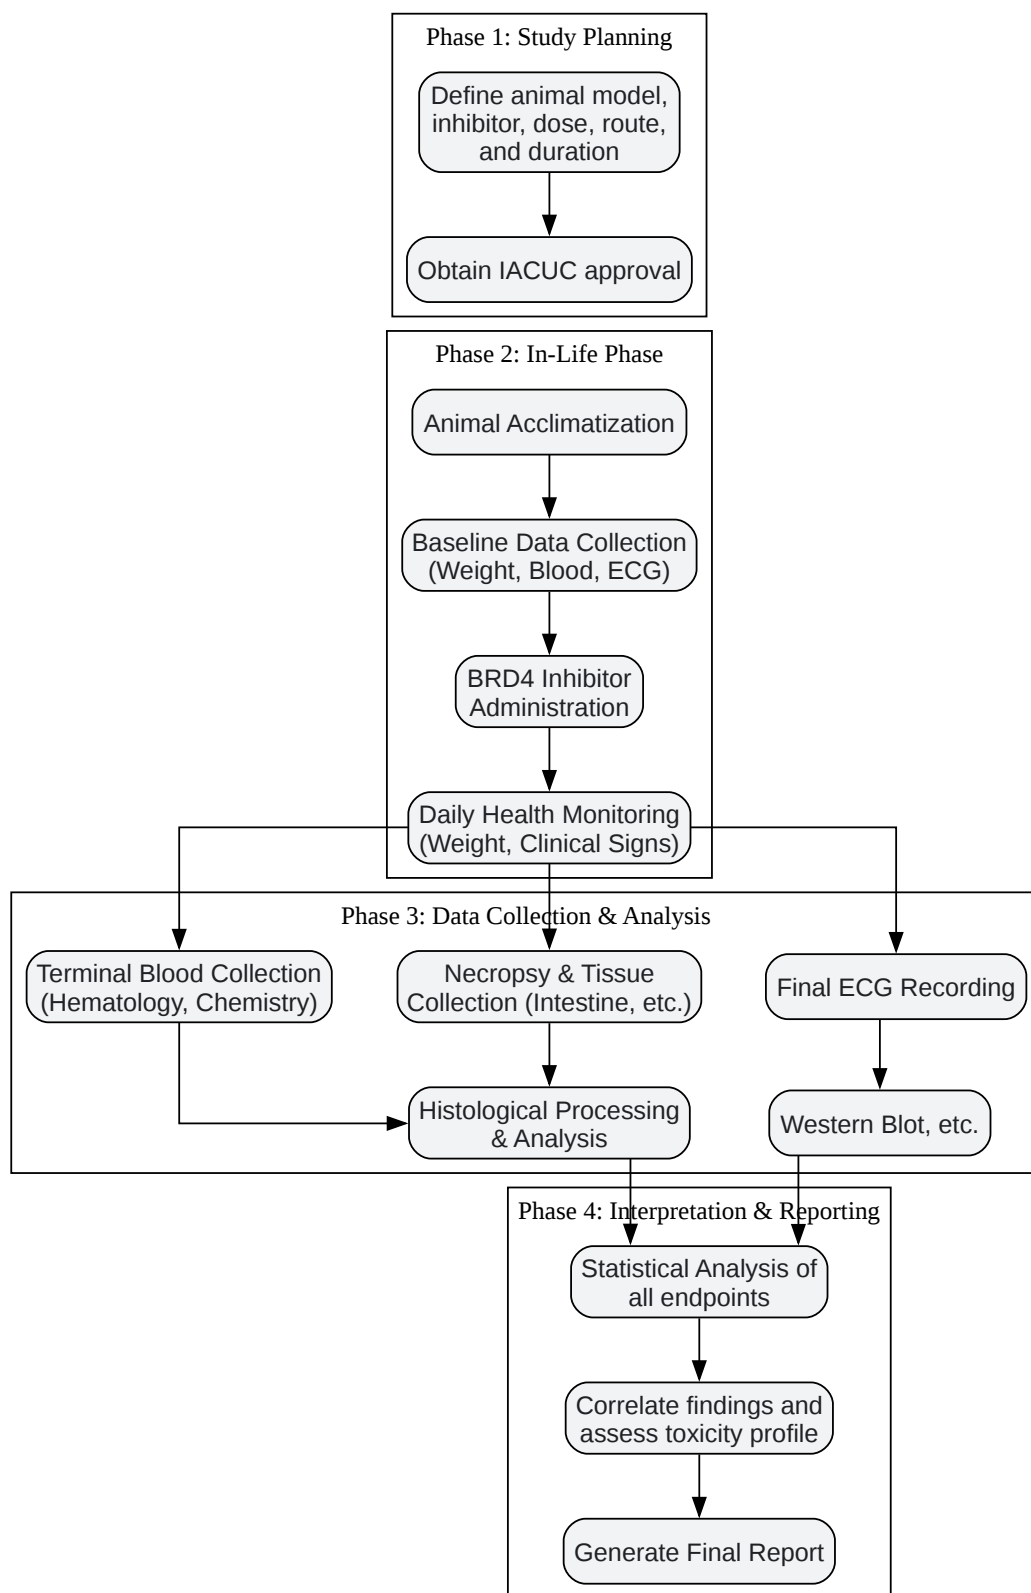 Phase 1: Study Planning
Define animal model,
inhibitor, dose, route,
and duration
Obtain IACUC approval
Phase 2: In-Life Phase
Animal Acclimatization
Baseline Data Collection
(Weight, Blood, ECG)
BRD4 Inhibitor
Administration
Daily Health Monitoring
(Weight, Clinical Signs)
Phase 3: Data Collection & Analysis
Terminal Blood Collection
(Hematology, Chemistry)
Necropsy & Tissue
Collection (Intestine, etc.)
Final ECG Recording
Histological Processing
& Analysis
Western Blot, etc.
Phase 4: Interpretation & Reporting
Statistical Analysis of
all endpoints
Correlate findings and
assess toxicity profile
Generate Final Report